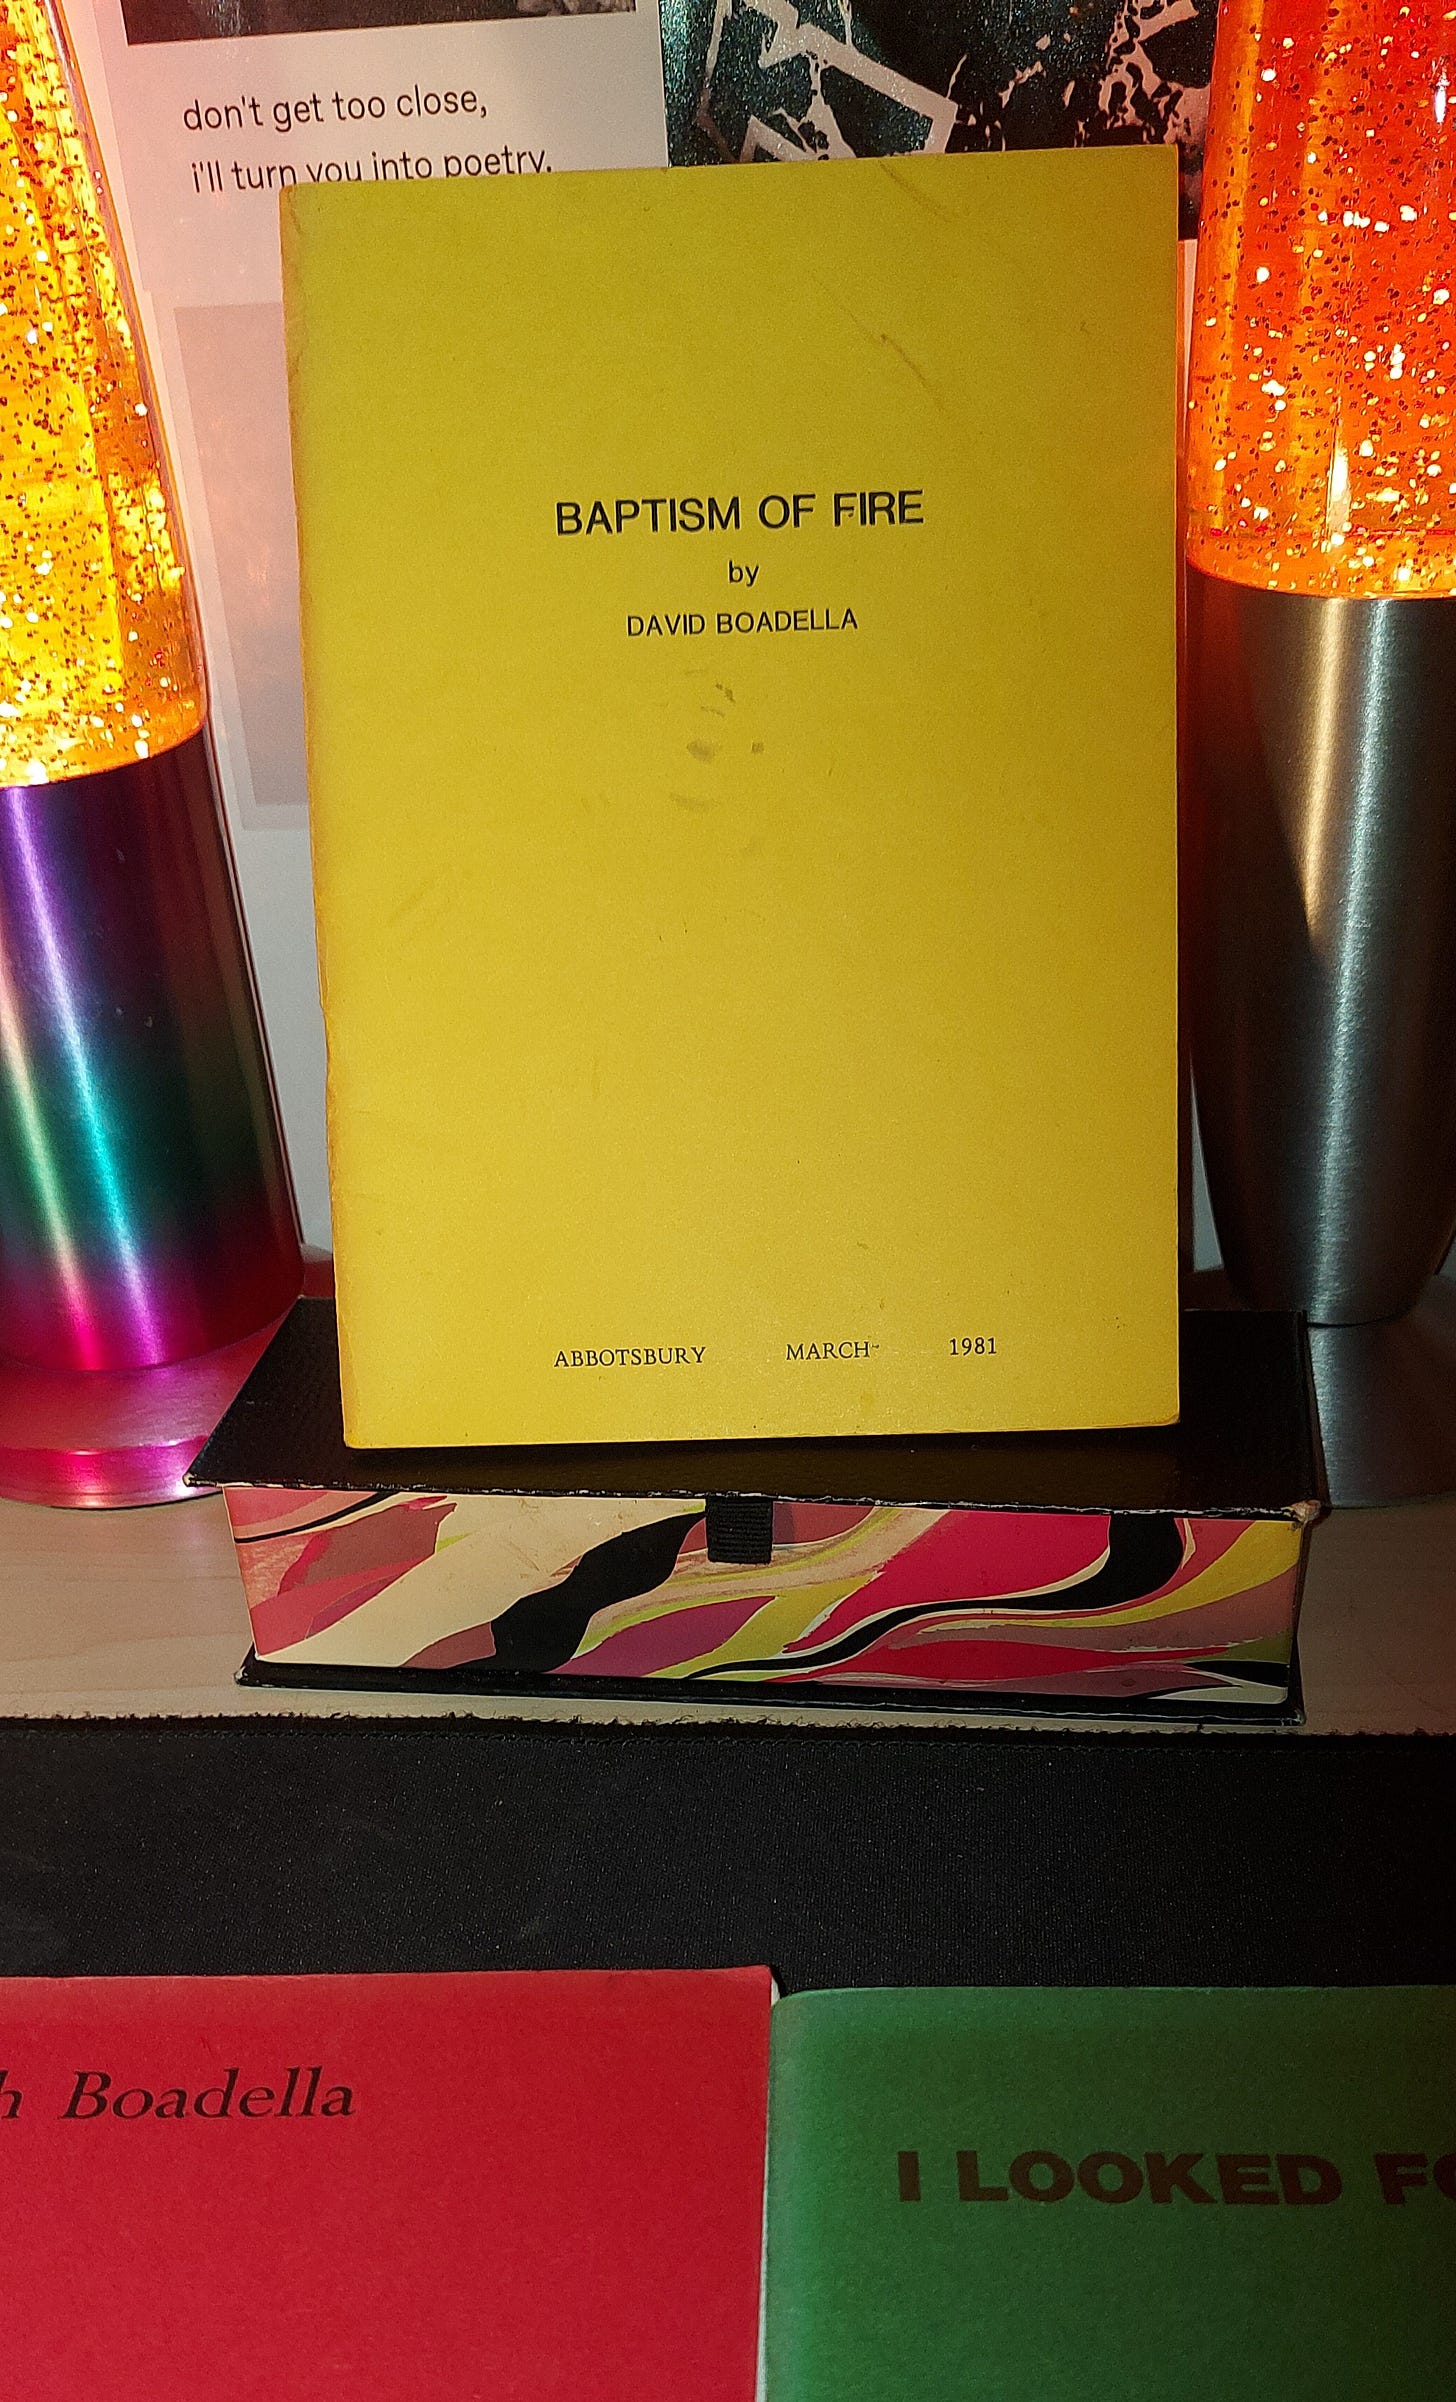 don't get too close,
i'll turn you into poetry.
BAPTISM OF FIRE
by
DAVID BOADELLA
ABBOTSBURY MARCH 1981
h Boadella
I LOOKED FO